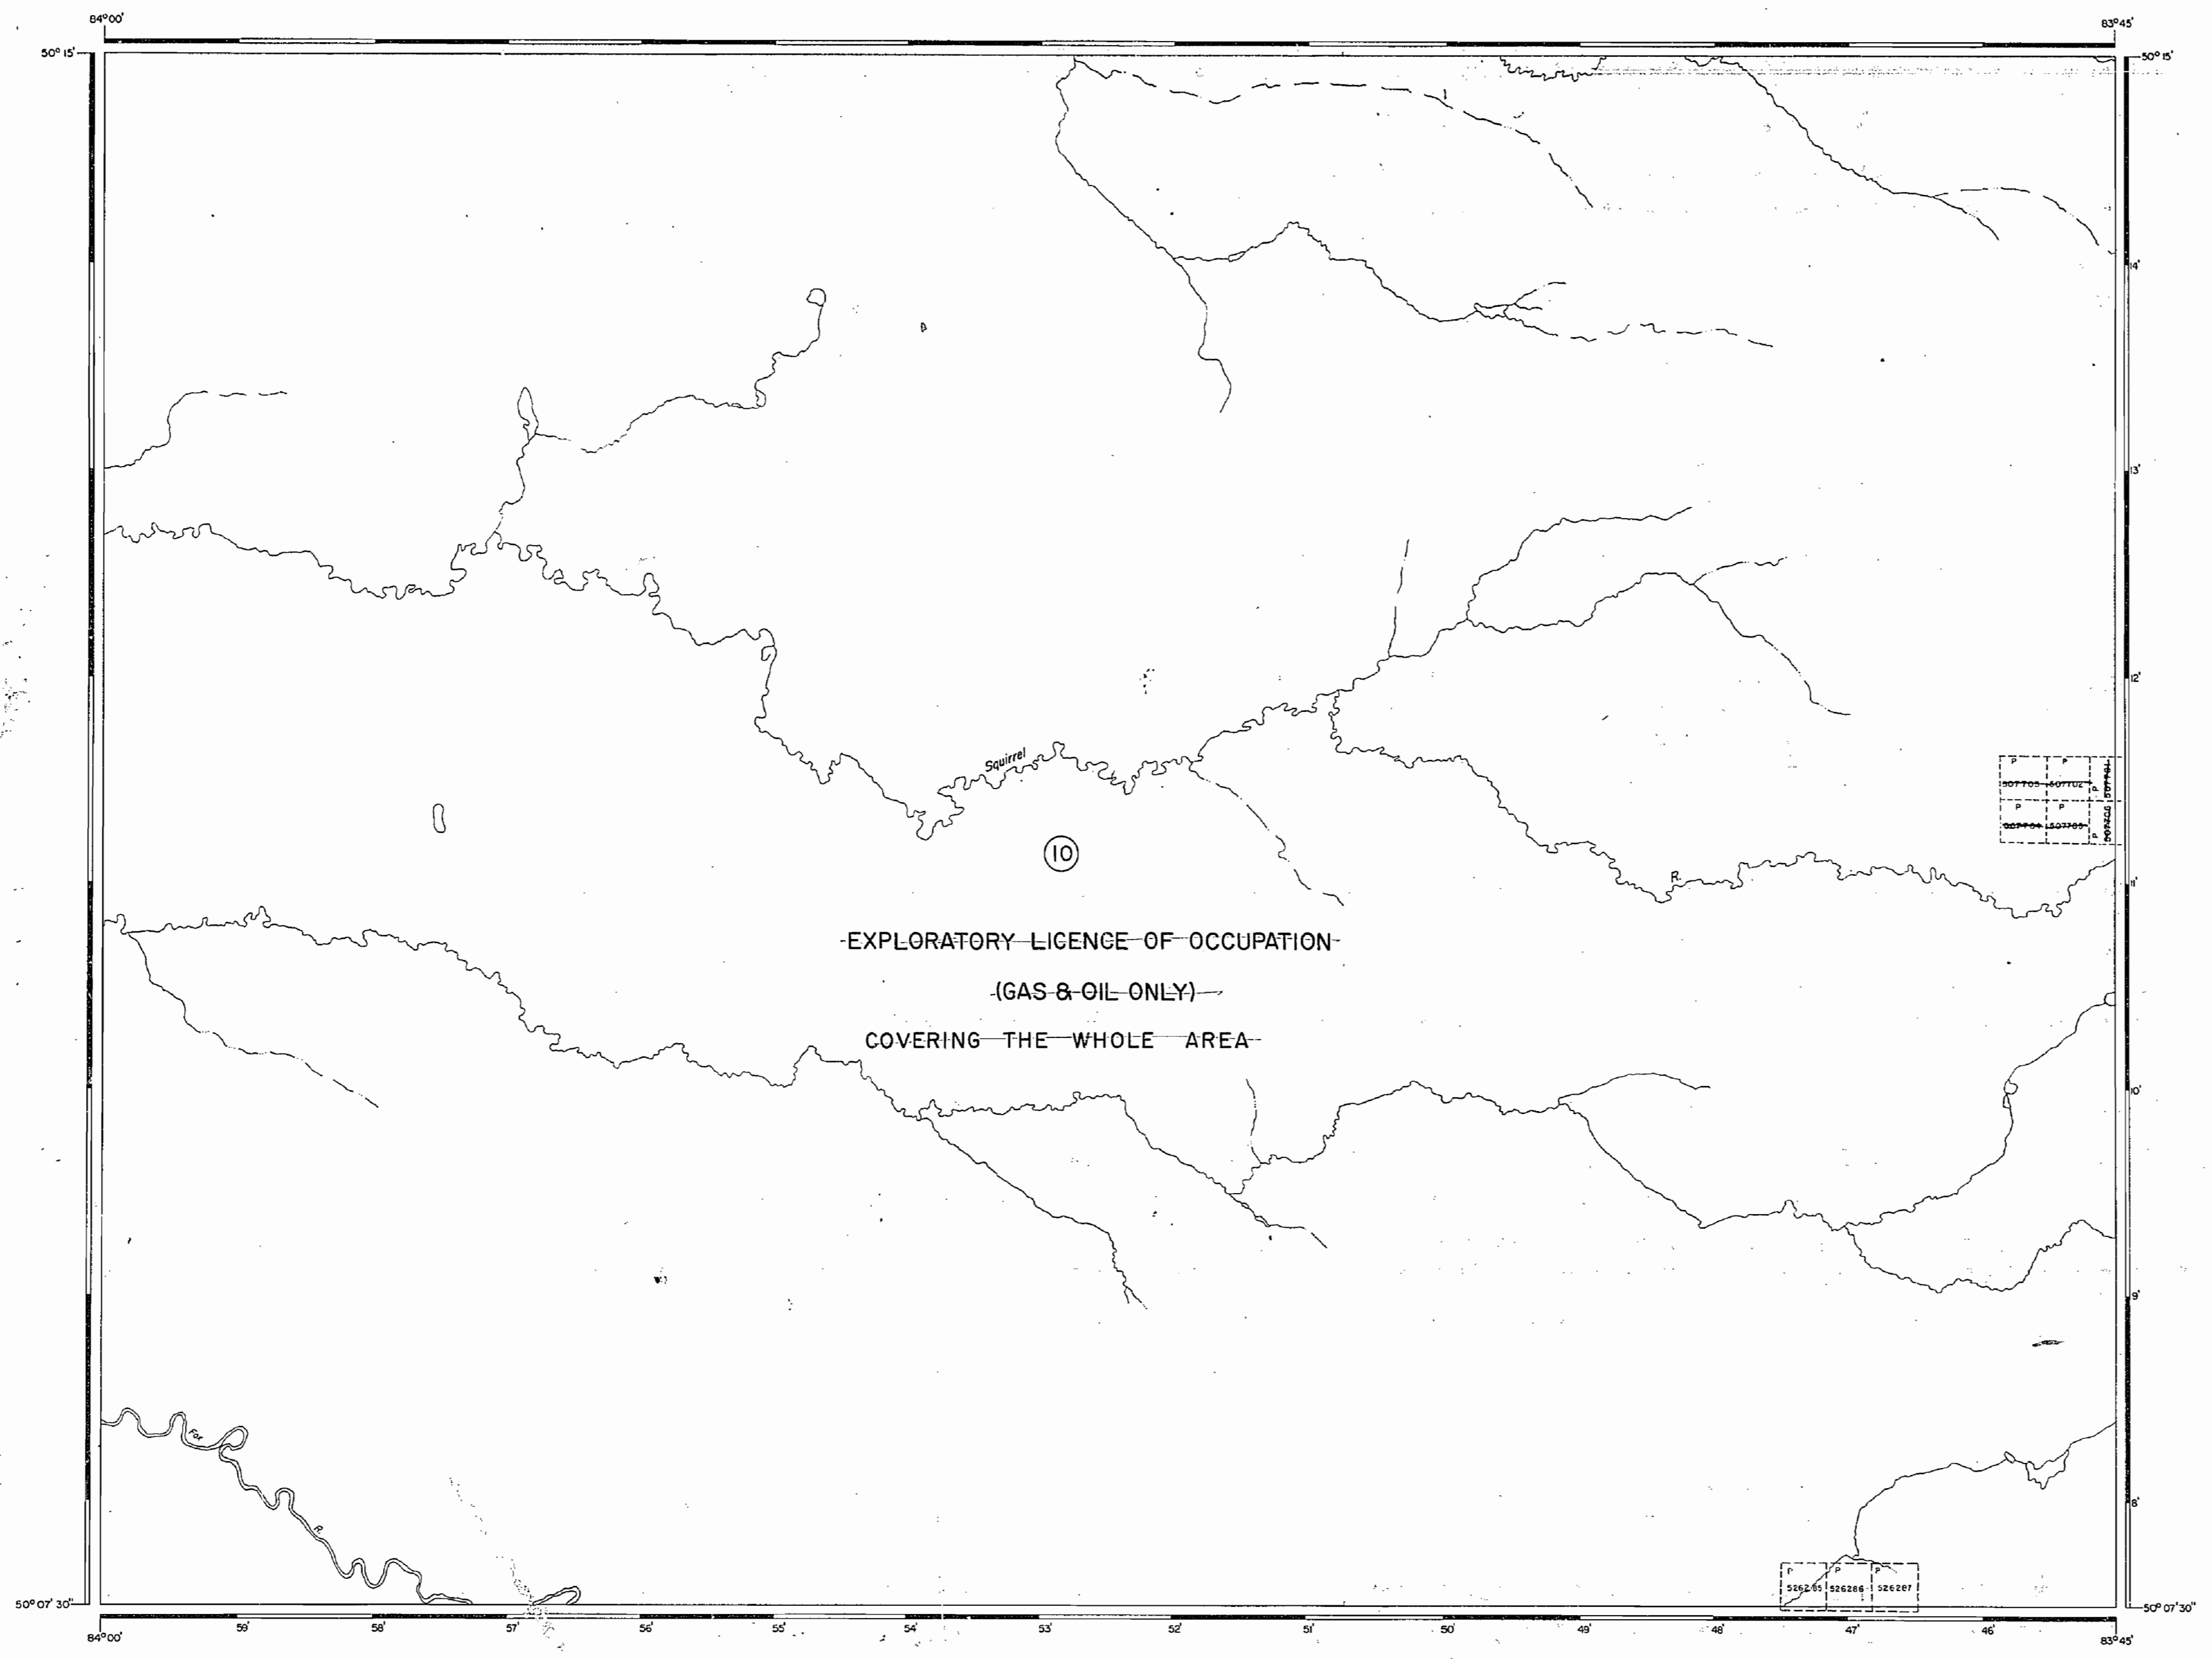 84°00'
83°45'
50°15'
50°15'
14'
13'
12'
Squirrel
P P
507702
P P
P
P
11'
R.
10
EXPLORATORY LICENCE OF OCCUPATION
(GAS & OIL ONLY)
COVERING THE WHOLE AREA
10'
9'
Fox
8'
R.
P P P
526285 526286 526287
50°07'30"
50°07'30"
59' 58' 57' 56' 55' 54' 53' 52' 51' 50' 49' 48' 47' 46'
84°00'
83°45'